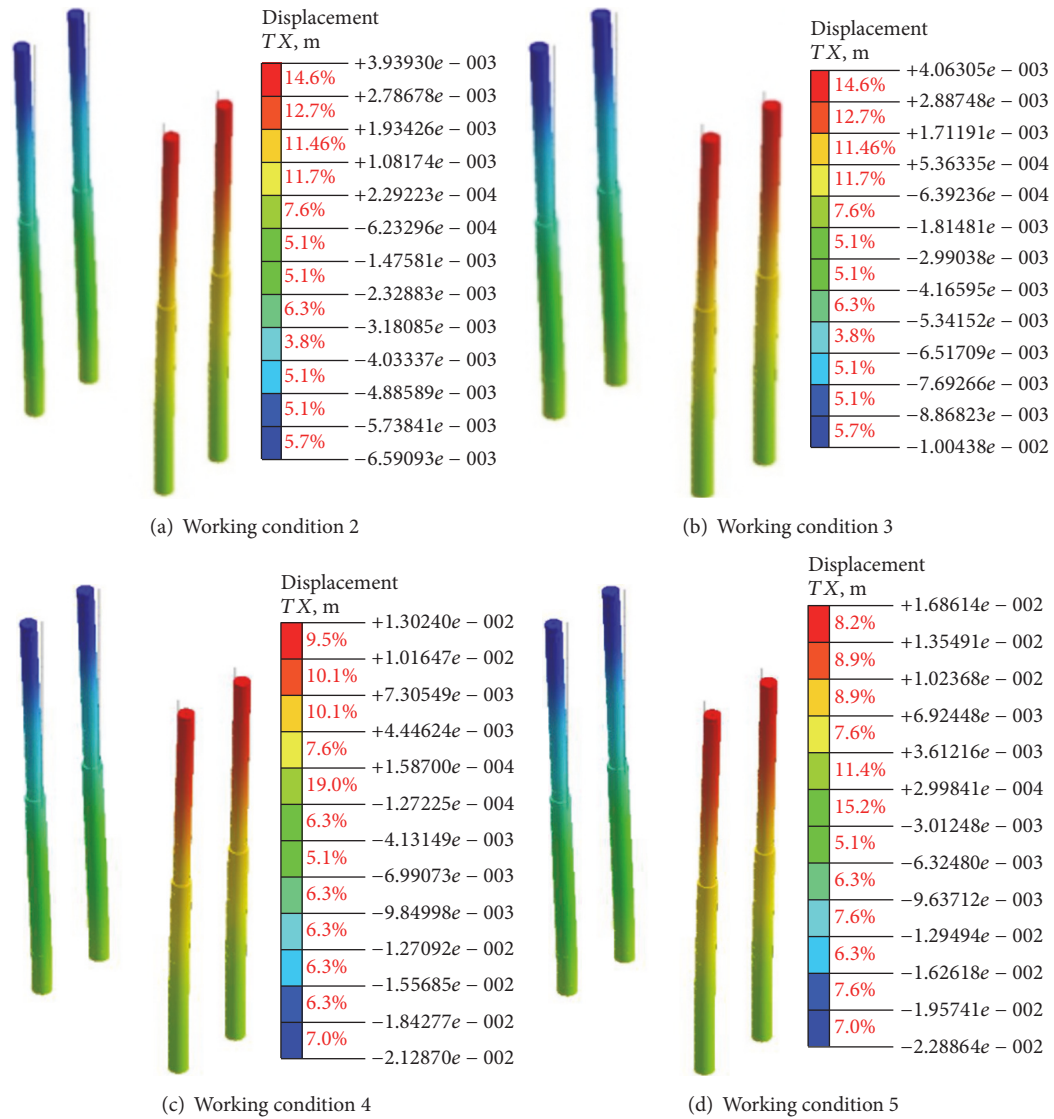 Displacement
TX, m
+3.93930e − 003
14.6%
+2.78678e − 003
12.7%
+1.93426e − 003
11.46%
+1.08174e − 003
11.7%
+2.29223e − 004
7.6%
−6.23296e − 004
5.1%
−1.47581e − 003
5.1%
−2.32883e − 003
6.3%
−3.18085e − 003
3.8%
−4.03337e − 003
5.1%
−4.88589e − 003
5.1%
−5.73841e − 003
5.7%
−6.59093e − 003
(a) Working condition 2
Displacement
TX, m
+4.06305e − 003
14.6%
+2.88748e − 003
12.7%
+1.71191e − 003
11.46%
+5.36335e − 004
11.7%
−6.39236e − 004
7.6%
−1.81481e − 003
5.1%
−2.99038e − 003
5.1%
−4.16595e − 003
6.3%
−5.34152e − 003
3.8%
−6.51709e − 003
5.1%
−7.69266e − 003
5.1%
−8.86823e − 003
5.7%
−1.00438e − 002
(b) Working condition 3
Displacement
TX, m
+1.30240e − 002
9.5%
+1.01647e − 002
10.1%
+7.30549e − 003
10.1%
+4.44624e − 003
7.6%
+1.58700e − 004
19.0%
−1.27225e − 004
6.3%
−4.13149e − 003
5.1%
−6.99073e − 003
6.3%
−9.84998e − 003
6.3%
−1.27092e − 002
6.3%
−1.55685e − 002
6.3%
−1.84277e − 002
7.0%
−2.12870e − 002
(c) Working condition 4
Displacement
TX, m
+1.68614e − 002
8.2%
+1.35491e − 002
8.9%
+1.02368e − 002
8.9%
+6.92448e − 003
7.6%
+3.61216e − 003
11.4%
+2.99841e − 004
15.2%
−3.01248e − 003
5.1%
−6.32480e − 003
6.3%
−9.63712e − 003
7.6%
−1.29494e − 002
6.3%
−1.62618e − 002
7.6%
−1.95741e − 002
7.0%
−2.28864e − 002
(d) Working condition 5